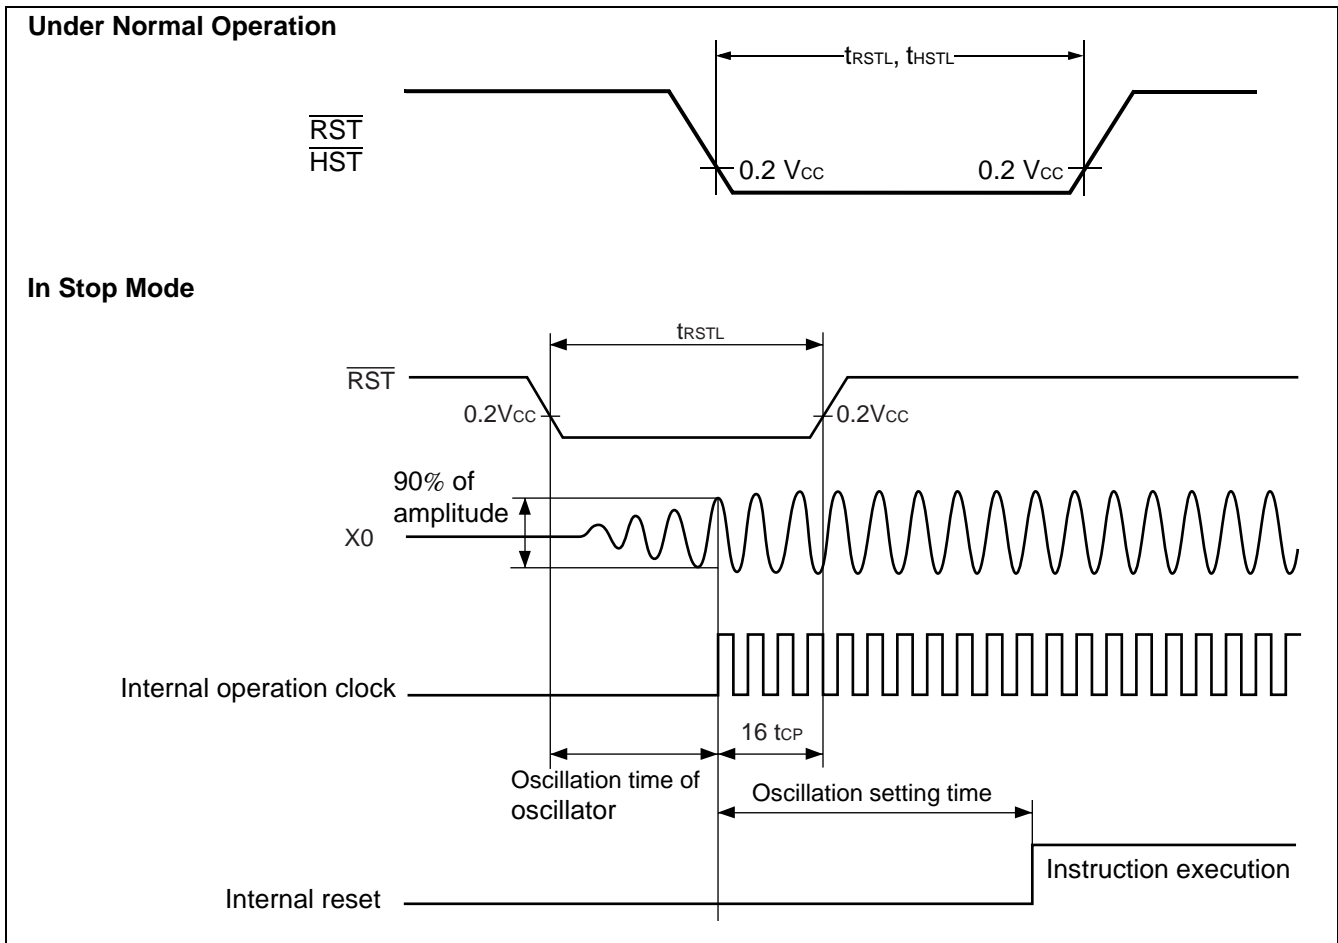 Under Normal Operation
tRSTL, tHSTL
RST
HST
0.2 VCC
0.2 VCC
In Stop Mode
tRSTL
RST
0.2VCC
0.2VCC
90% of
amplitude
X0
Internal operation clock
16 tCP
Oscillation time of
oscillator
Oscillation setting time
Instruction execution
Internal reset